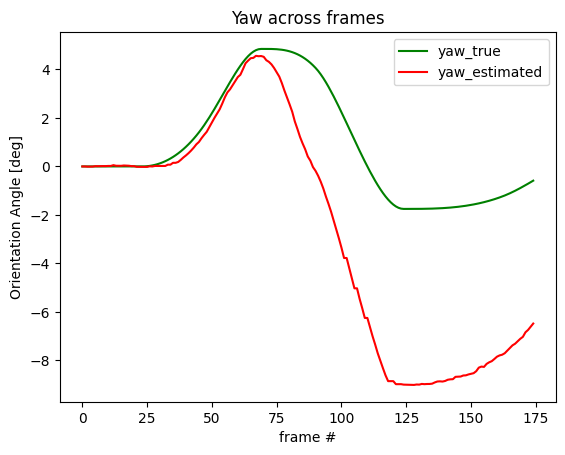 Yaw across frames
yaw_true
yaw_estimated
Orientation Angle [deg]
4
2
0
−2
−4
−6
−8
0 25 50 75 100 125 150 175
frame #